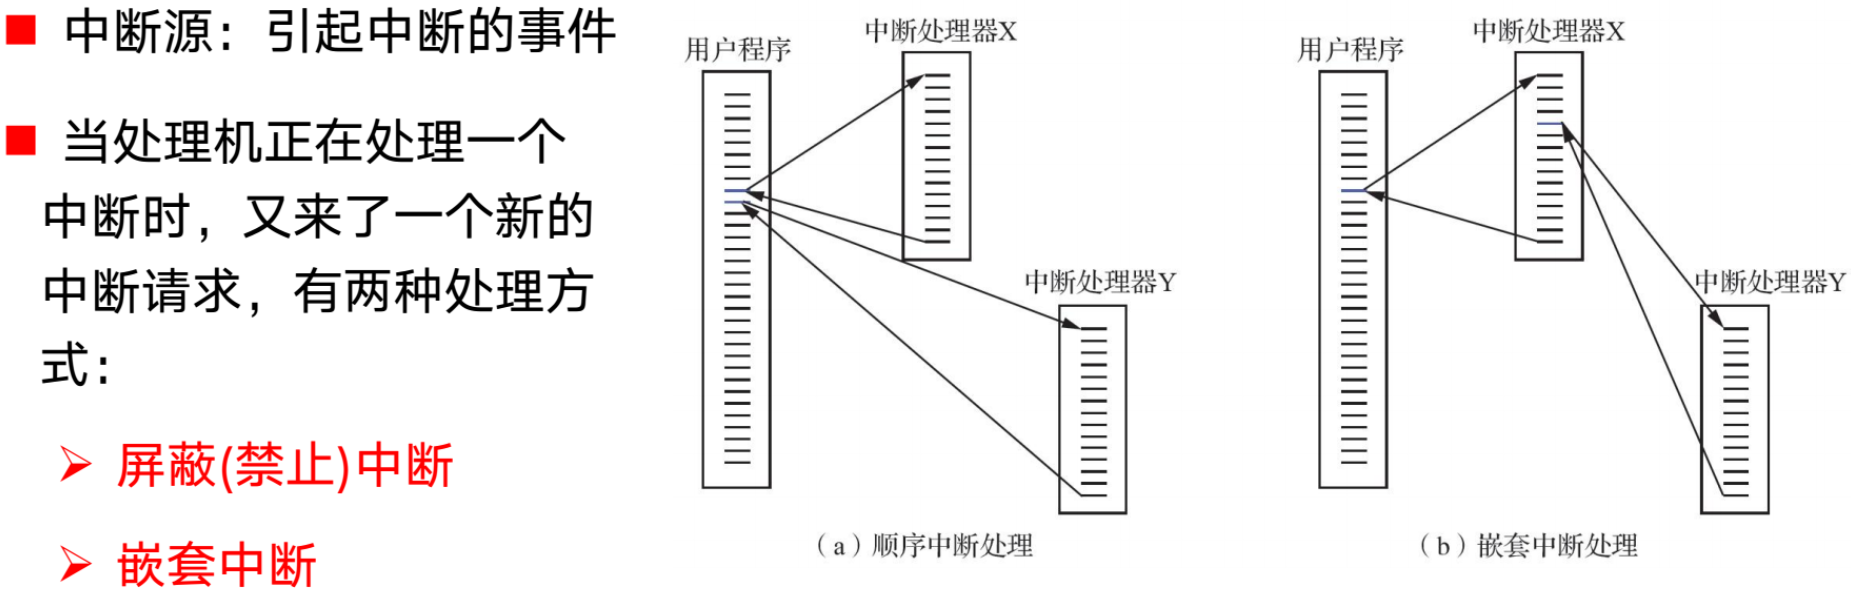 ■ 中断源：引起中断的事件
■ 当处理机正在处理一个
中断时，又来了一个新的
中断请求，有两种处理方
式：
➢ 屏蔽(禁止)中断
➢ 嵌套中断
用户程序
中断处理器X
中断处理器Y
（a）顺序中断处理
用户程序
中断处理器X
中断处理器Y
（b）嵌套中断处理